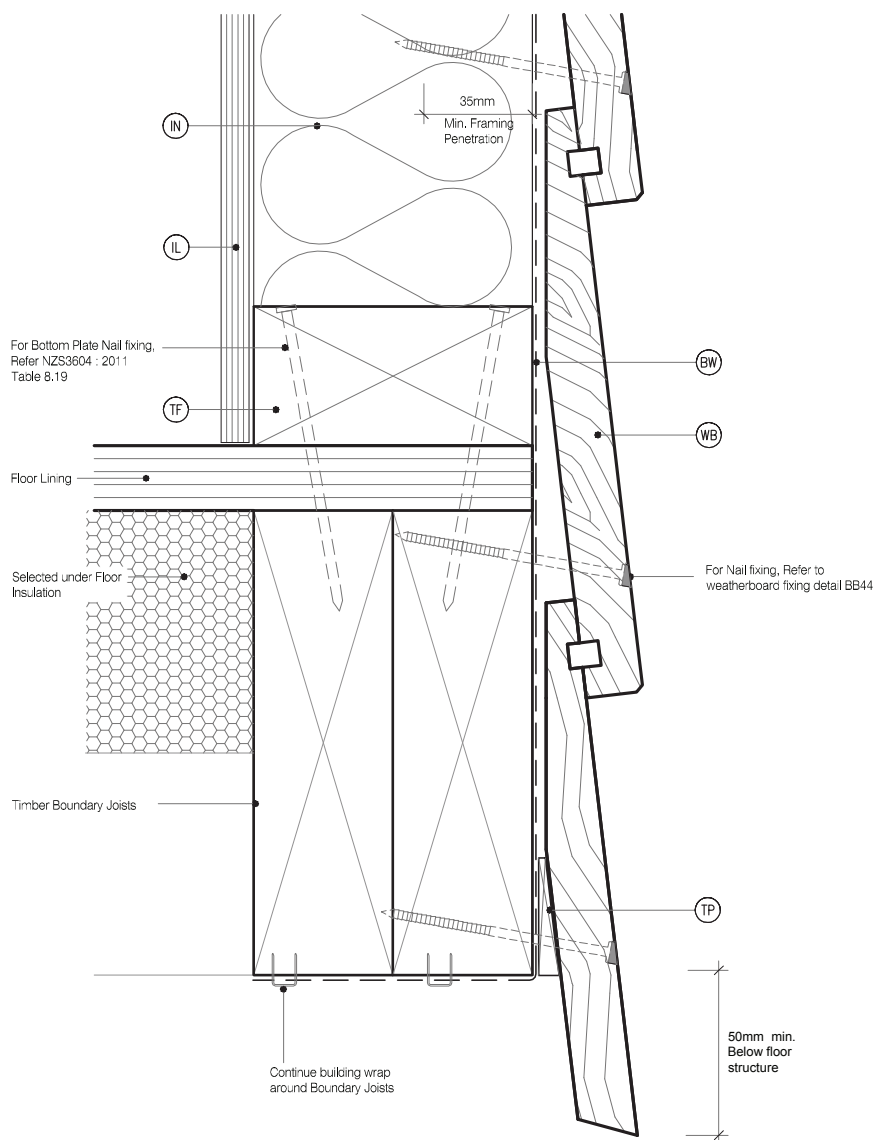 35mm
Min. Framing
Penetration
IN
IL
For Bottom Plate Nail fixing,
Refer NZS3604 : 2011
Table 8.19
BW
TF
WB
Floor Lining
Selected under Floor
Insulation
For Nail fixing, Refer to
weatherboard fixing detail BB44
Timber Boundary Joists
TP
50mm min.
Below floor
structure
Continue building wrap
around Boundary Joists